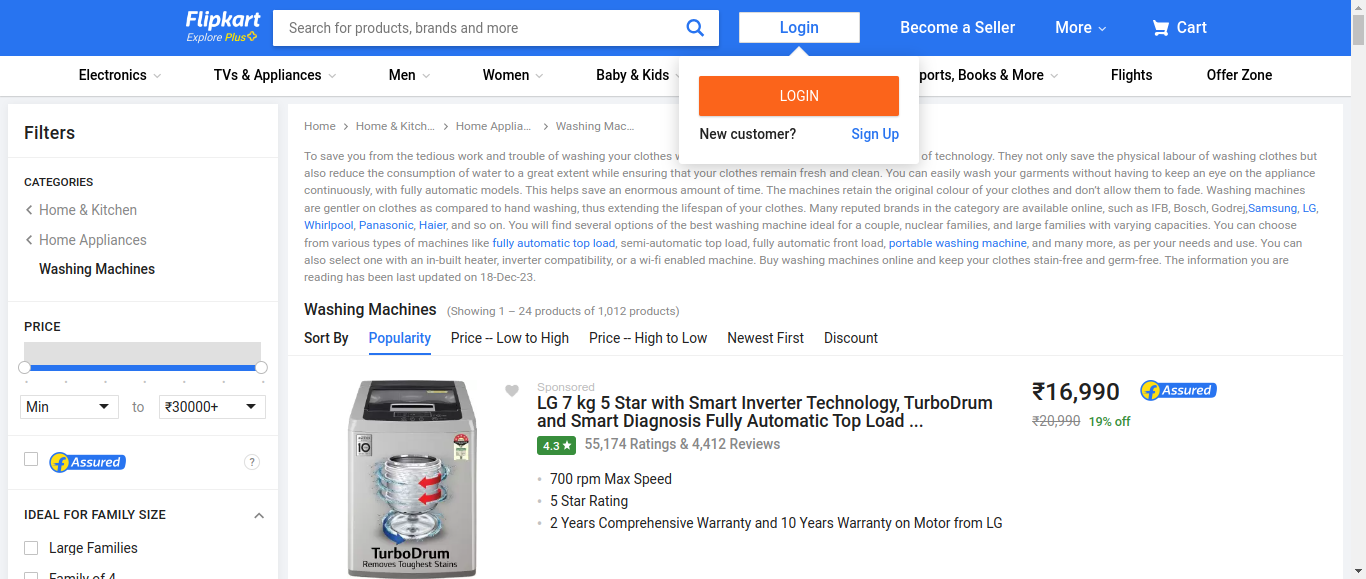 Flipkart
Explore Plus
Search for products, brands and more
Login
Become a Seller
More
Cart
Electronics
TVs & Appliances
Men
Women
Baby & Kids
ports, Books & More
Flights
Offer Zone
LOGIN
New customer?
Sign Up
Filters
CATEGORIES
Home & Kitchen
Home Appliances
Washing Machines
PRICE
Min
to
₹30000+
Assured
?
IDEAL FOR FAMILY SIZE
Large Families
Family of 4
Home
Home & Kitch...
Home Applia...
Washing Mac...
To save you from the tedious work and trouble of washing your clothes of technology. They not only save the physical labour of washing clothes but
also reduce the consumption of water to a great extent while ensuring that your clothes remain fresh and clean. You can easily wash your garments without having to keep an eye on the appliance
continuously, with fully automatic models. This helps save an enormous amount of time. The machines retain the original colour of your clothes and don't allow them to fade. Washing machines
are gentler on clothes as compared to hand washing, thus extending the lifespan of your clothes. Many reputed brands in the category are available online, such as IFB, Bosch, Godrej,Samsung, LG,
Whirlpool, Panasonic, Haier, and so on. You will find several options of the best washing machine ideal for a couple, nuclear families, and large families with varying capacities. You can choose
from various types of machines like fully automatic top load, semi-automatic top load, fully automatic front load, portable washing machine, and many more, as per your needs and use. You can
also select one with an in-built heater, inverter compatibility, or a wi-fi enabled machine. Buy washing machines online and keep your clothes stain-free and germ-free. The information you are
reading has been last updated on 18-Dec-23.
Washing Machines (Showing 1 – 24 products of 1,012 products)
Sort By
Popularity
Price -- Low to High
Price -- High to Low
Newest First
Discount
10
TurboDrum
Removes Toughest Stains
Sponsored
LG 7 kg 5 Star with Smart Inverter Technology, TurboDrum
and Smart Diagnosis Fully Automatic Top Load ...
4.3 ★ 55,174 Ratings & 4,412 Reviews
700 rpm Max Speed
5 Star Rating
2 Years Comprehensive Warranty and 10 Years Warranty on Motor from LG
₹16,990
Assured
₹20,990 19% off